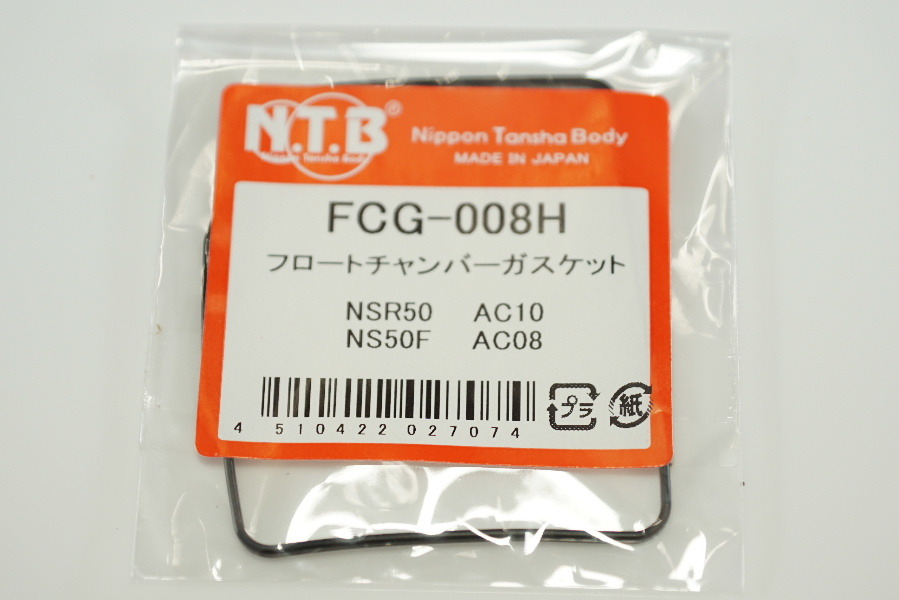 N.T.B®
Nippon Tansha Body
Nippon Tansha Body
MADE IN JAPAN
FCG-008H
フロートチャンバーガスケット
NSR50 AC10
NS50F AC08
4 510422 027074
プラ
紙